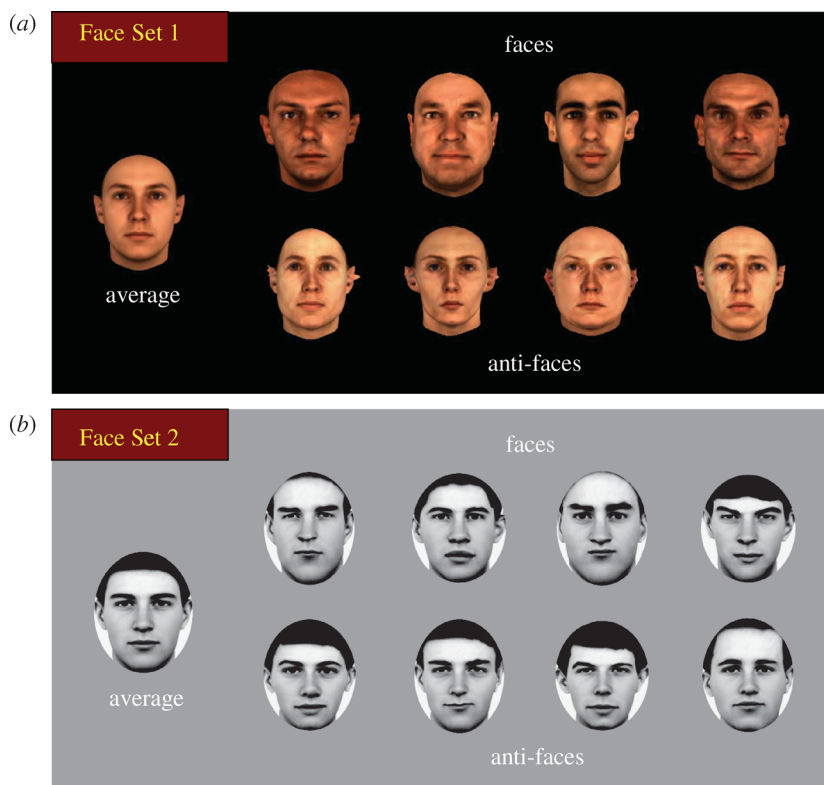 (a)
Face Set 1
faces
average
anti-faces
(b)
Face Set 2
faces
average
anti-faces